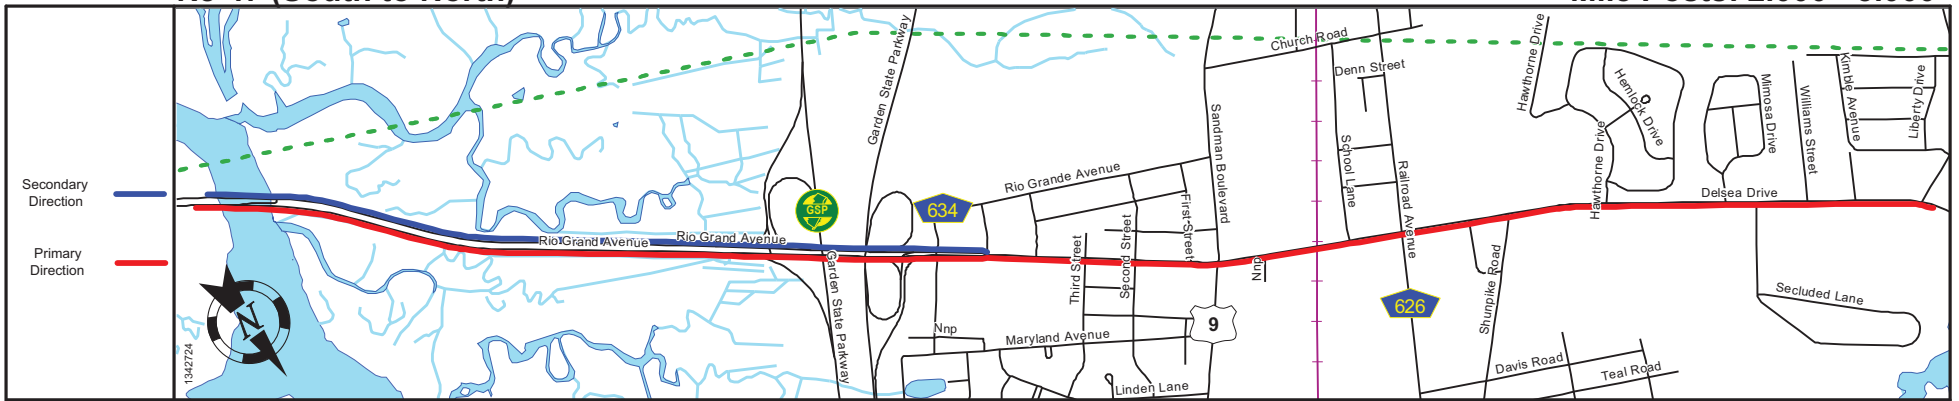 Secondary
Direction
Primary
Direction
1342724
N
Rio Grand Avenue
Rio Grand Avenue
GSP
Garden State Parkway
Garden State Parkway
634
Rio Grande Avenue
Nnp
Maryland Avenue
Linden Lane
Third Street
Second Street
First Street
Sandman Boulevard
9
Nnp
Church Road
Denn Street
School Lane
Railroad Avenue
626
Shunpike Road
Davis Road
Teal Road
Hawthorne Drive
Hawthorne Drive
Hemlock Drive
Delsea Drive
Mimosa Drive
Williams Street
Kimble Avenue
Liberty Drive
Secluded Lane